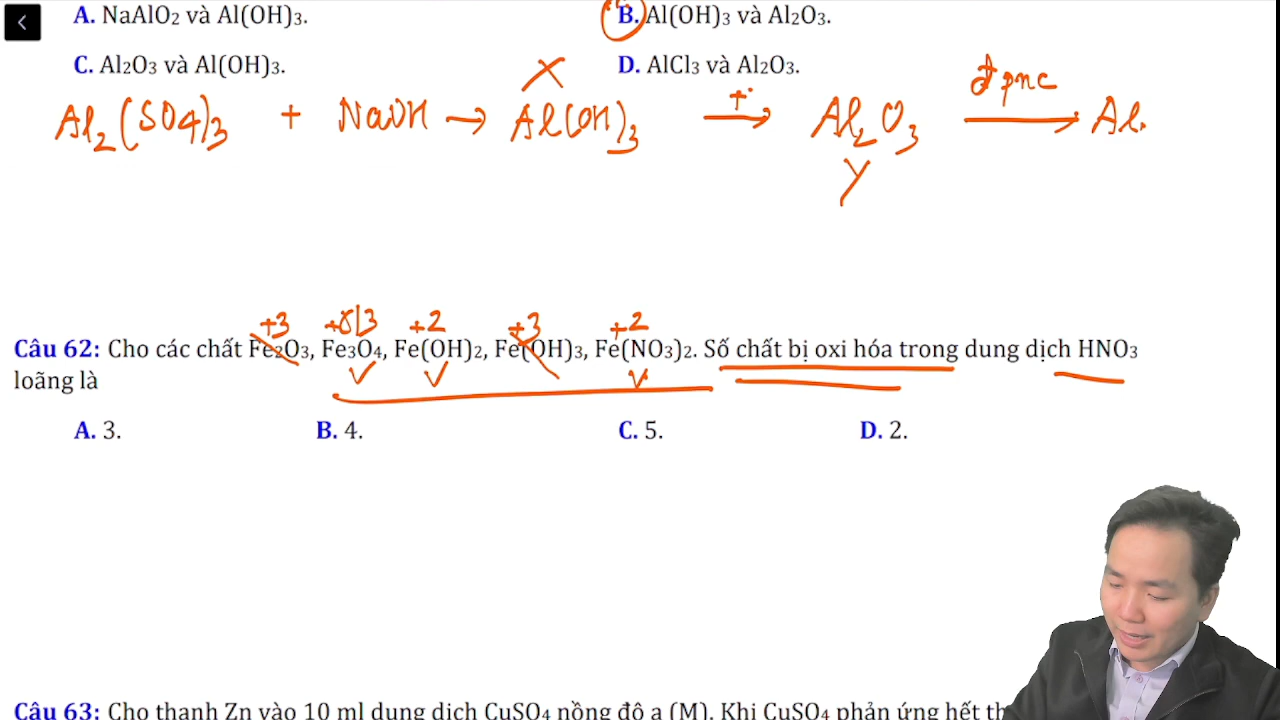 A. NaAlO2 và Al(OH)3.
B. Al(OH)3 và Al2O3.
C. Al2O3 và Al(OH)3.
D. AlCl3 và Al2O3.
X
đpnc
Al2(SO4)3 + NaOH → Al(OH)3 → Al2O3 → Al.
Y
+3 +8/3 +2 +3 +2
Câu 62: Cho các chất Fe2O3, Fe3O4, Fe(OH)2, Fe(OH)3, Fe(NO3)2. Số chất bị oxi hóa trong dung dịch HNO3
loãng là
A. 3.
B. 4.
C. 5.
D. 2.
Câu 63: Cho thanh Zn vào 10 ml dung dịch CuSO4 nồng độ a (M). Khi CuSO4 phản ứng hết